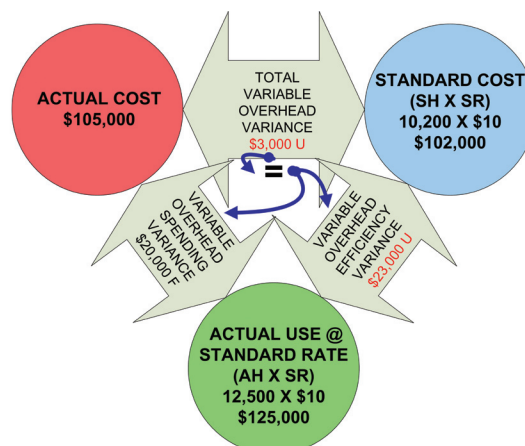 ACTUAL COST
$105,000
TOTAL
VARIABLE
OVERHEAD
VARIANCE
$3,000 U
STANDARD COST
(SH X SR)
10,200 X $10
$102,000
=
VARIABLE
OVERHEAD
SPENDING
VARIANCE
$20,000 F
VARIABLE
OVERHEAD
EFFICIENCY
VARIANCE
$23,000 U
ACTUAL USE @
STANDARD RATE
(AH X SR)
12,500 X $10
$125,000